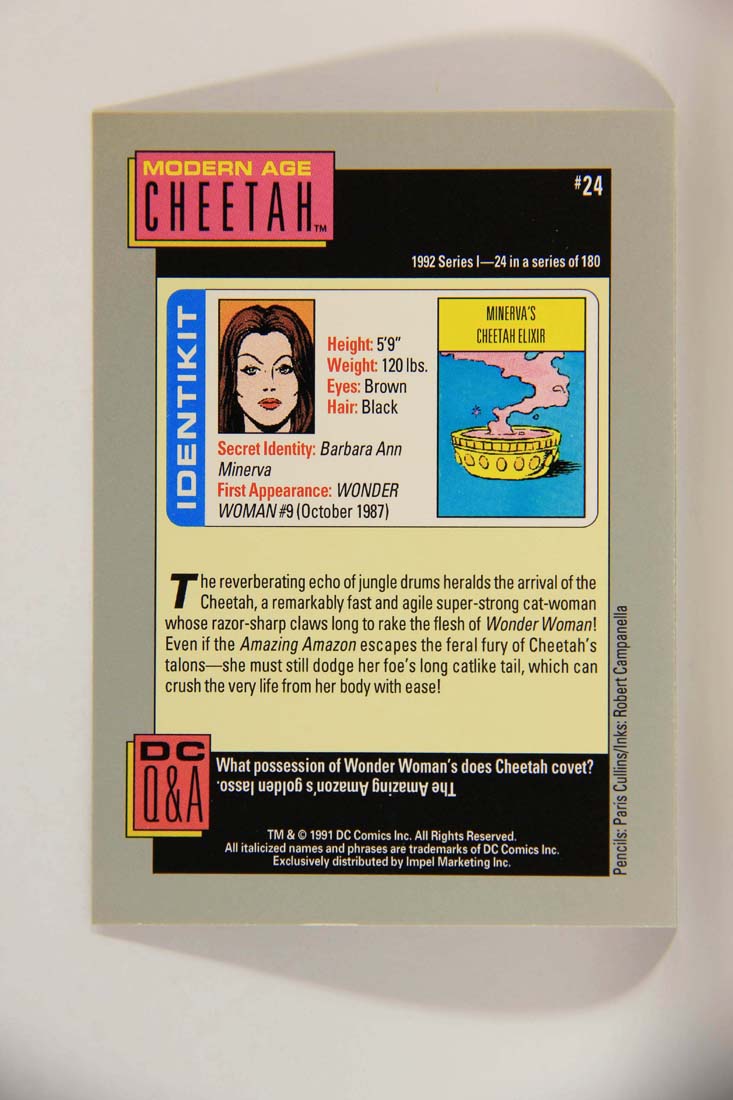 MODERN AGE
CHEETAH™
#24
1992 Series I—24 in a series of 180
IDENTIKIT
Height: 5'9"
Weight: 120 lbs.
Eyes: Brown
Hair: Black
Secret Identity: Barbara Ann
Minerva
First Appearance: WONDER
WOMAN #9 (October 1987)
MINERVA'S
CHEETAH ELIXIR
The reverberating echo of jungle drums heralds the arrival of the
Cheetah, a remarkably fast and agile super-strong cat-woman
whose razor-sharp claws long to rake the flesh of Wonder Woman!
Even if the Amazing Amazon escapes the feral fury of Cheetah's
talons—she must still dodge her foe's long catlike tail, which can
crush the very life from her body with ease!
Pencils: Paris Cullins/Inks: Robert Campanella
DC
Q&A
What possession of Wonder Woman's does Cheetah covet?
The Amazing Amazon's golden lasso.
TM & © 1991 DC Comics Inc. All Rights Reserved.
All italicized names and phrases are trademarks of DC Comics Inc.
Exclusively distributed by Impel Marketing Inc.